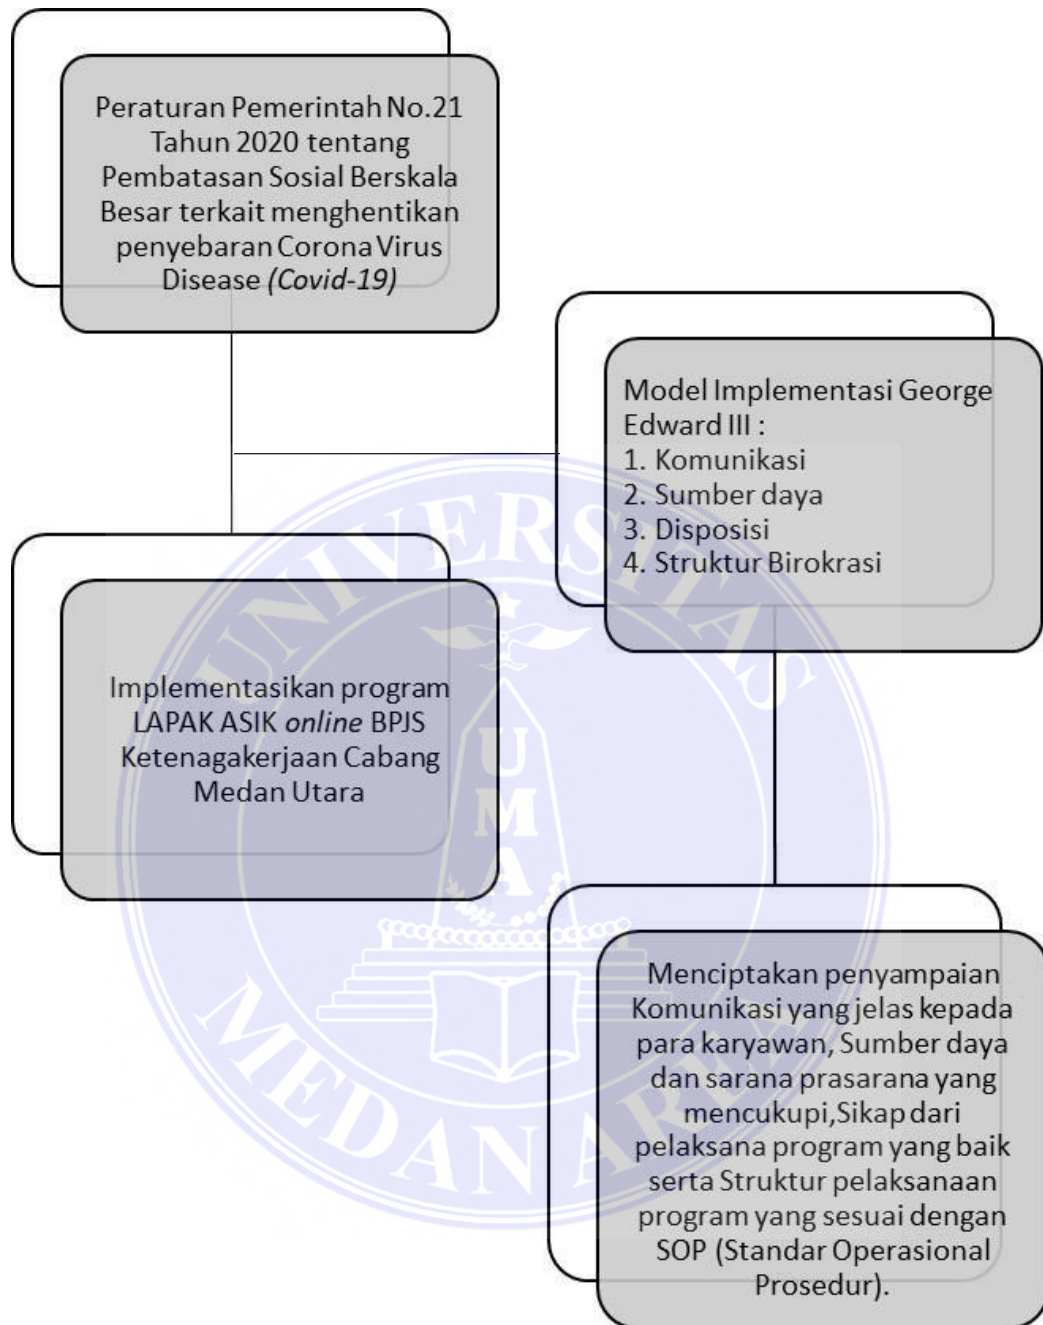 Peraturan Pemerintah No.21
Tahun 2020 tentang
Pembatasan Sosial Berskala
Besar terkait menghentikan
penyebaran Corona Virus
Disease (Covid-19)
Model Implementasi George
Edward III :
1. Komunikasi
2. Sumber daya
3. Disposisi
4. Struktur Birokrasi
Implementasikan program
LAPAK ASIK online BPJS
Ketenagakerjaan Cabang
Medan Utara
Menciptakan penyampaian
Komunikasi yang jelas kepada
para karyawan, Sumber daya
dan sarana prasarana yang
mencukupi,Sikap dari
pelaksana program yang baik
serta Struktur pelaksanaan
program yang sesuai dengan
SOP (Standar Operasional
Prosedur).
UNIVERSITAS
MEDAN AREA
U
M
A